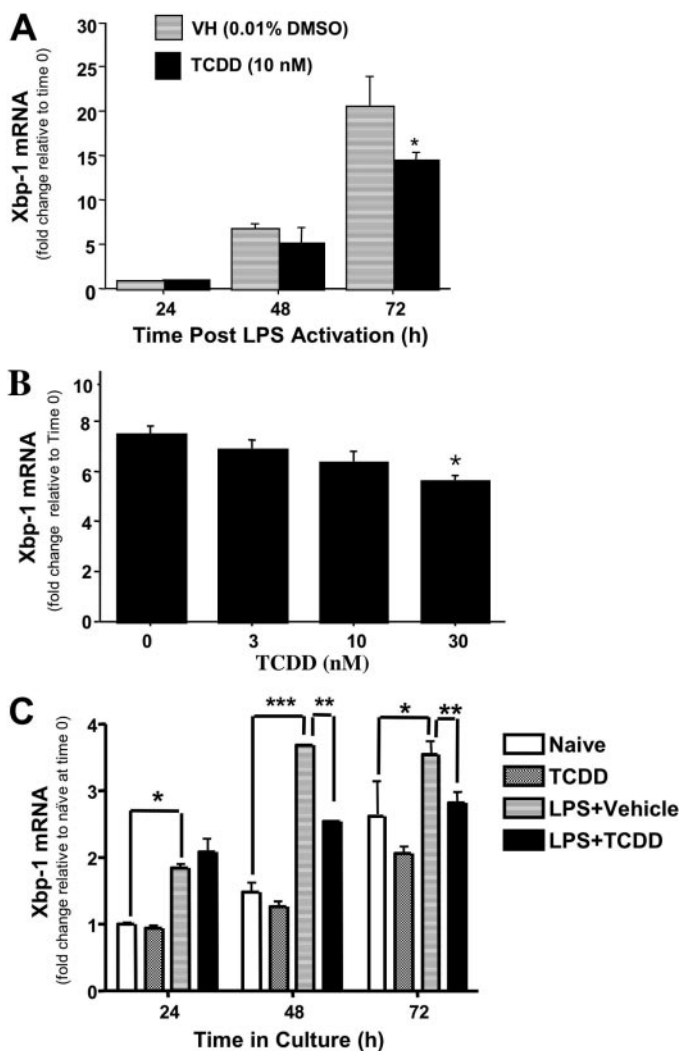 A
VH (0.01% DMSO)
TCDD (10 nM)
Xbp-1 mRNA
(fold change relative to time 0)
30
25
20
15
10
5
0
*
24 48 72
Time Post LPS Activation (h)
B
Xbp-1 mRNA
(fold change relative to Time 0)
10
8
6
4
2
0
*
0 3 10 30
TCDD (nM)
C
Xbp-1 mRNA
(fold change relative to naïve at time 0)
4
3
2
1
0
* *** ** * **
Naive
TCDD
LPS+Vehicle
LPS+TCDD
24 48 72
Time in Culture (h)